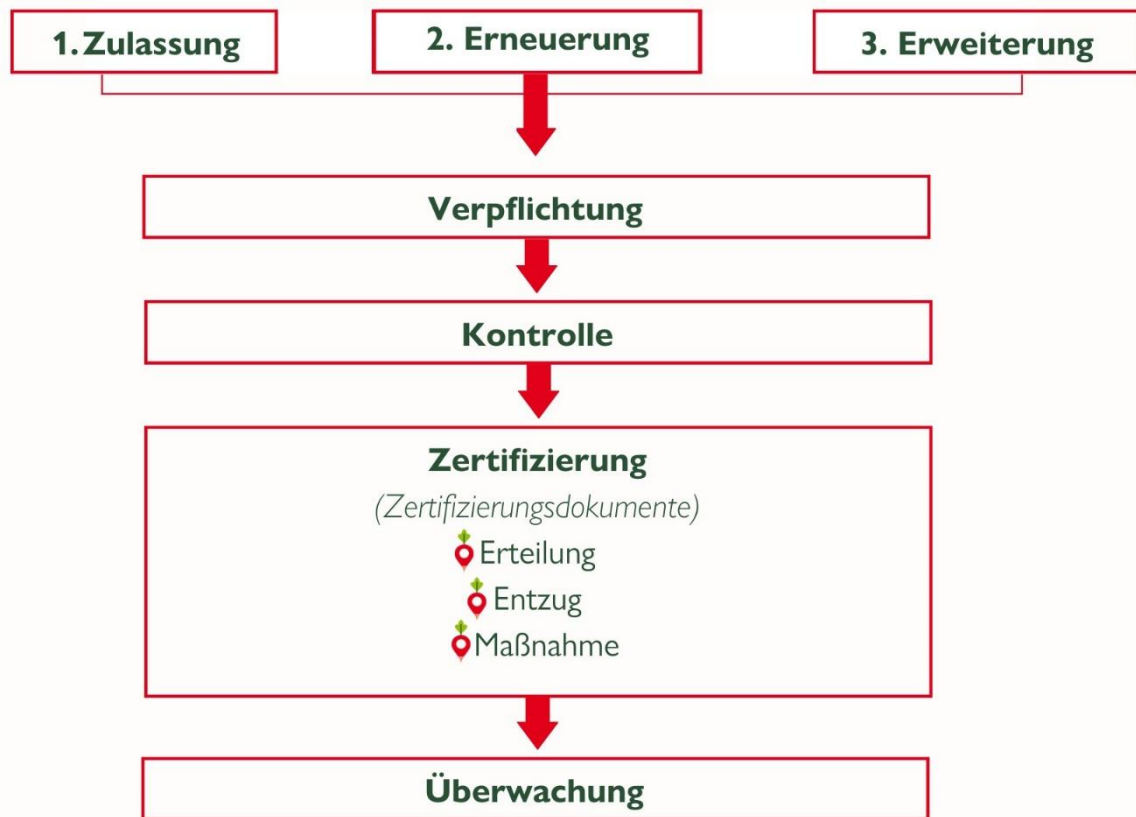 1. Zulassung
2. Erneuerung
3. Erweiterung
Verpflichtung
Kontrolle
Zertifizierung
(Zertifizierungsdokumente)
Erteilung
Entzug
Maßnahme
Überwachung